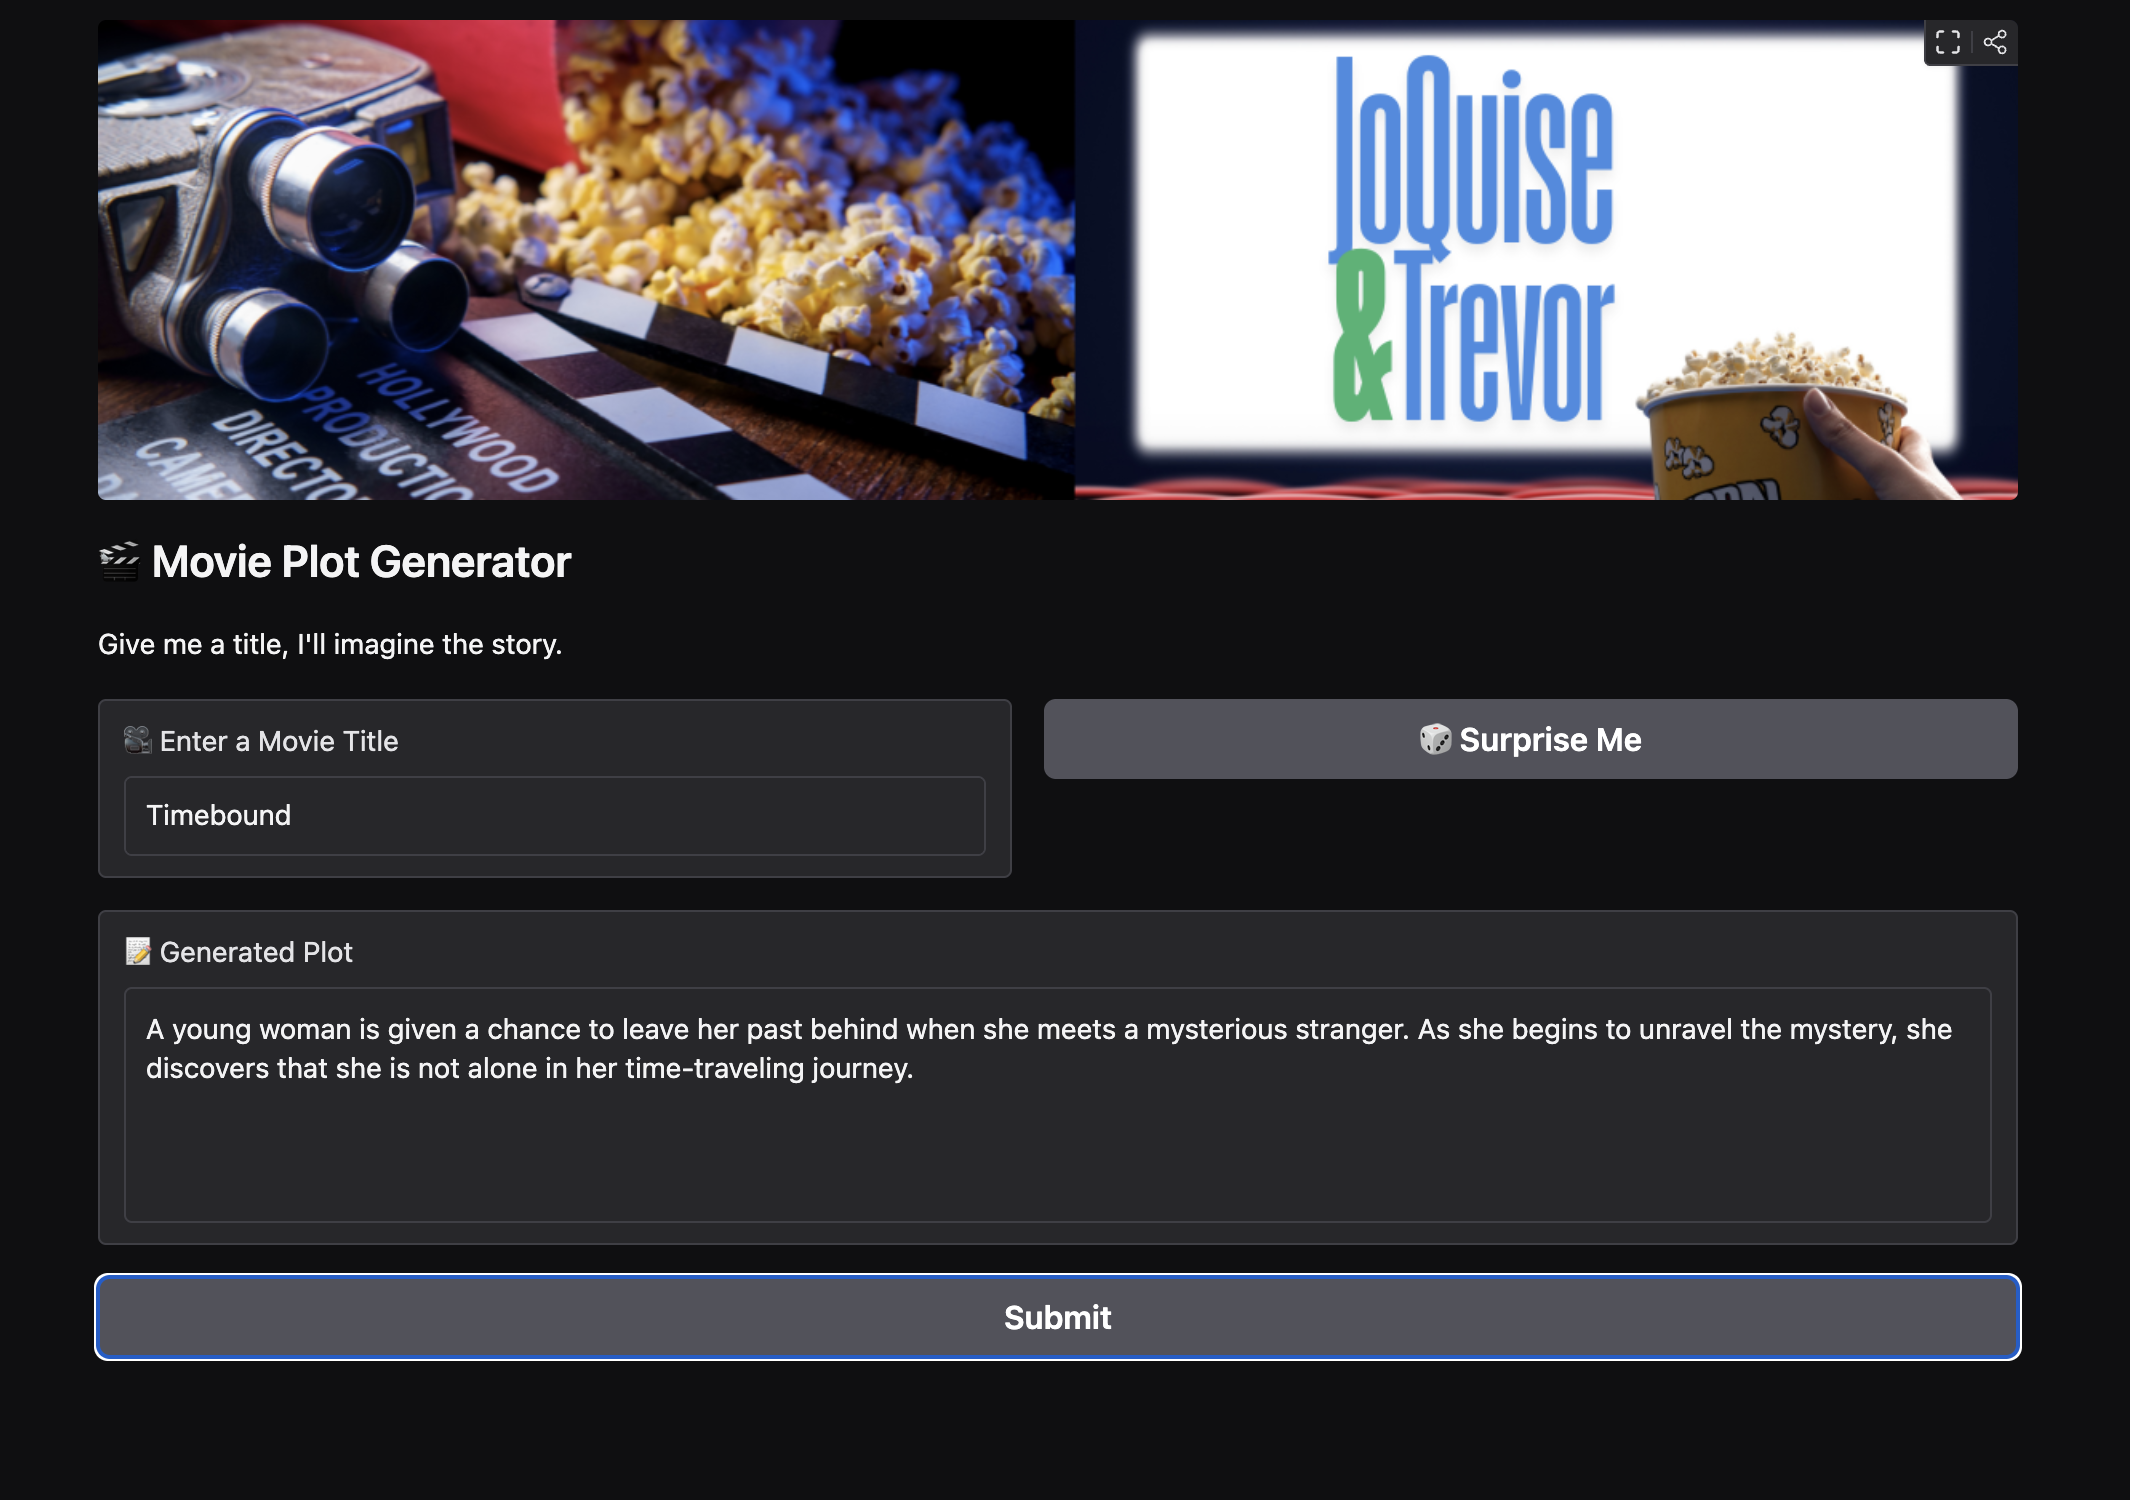 JoQuise
&Trevor
HOLLYWOOD
DIRECTO
🎬 Movie Plot Generator
Give me a title, I'll imagine the story.
🎥 Enter a Movie Title
Timebound
🎲 Surprise Me
📝 Generated Plot
A young woman is given a chance to leave her past behind when she meets a mysterious stranger. As she begins to unravel the mystery, she
discovers that she is not alone in her time-traveling journey.
Submit